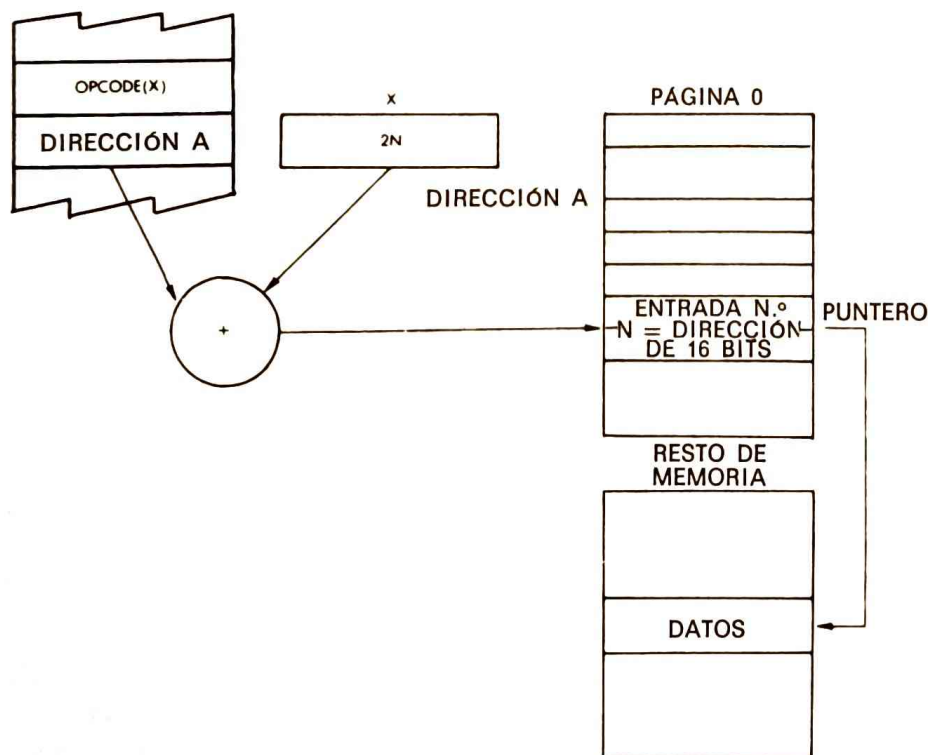 OPCODE(X)
DIRECCIÓN A
X
2N
+
PÁGINA 0
DIRECCIÓN A
ENTRADA N.º
N = DIRECCIÓN
DE 16 BITS
PUNTERO
RESTO DE
MEMORIA
DATOS